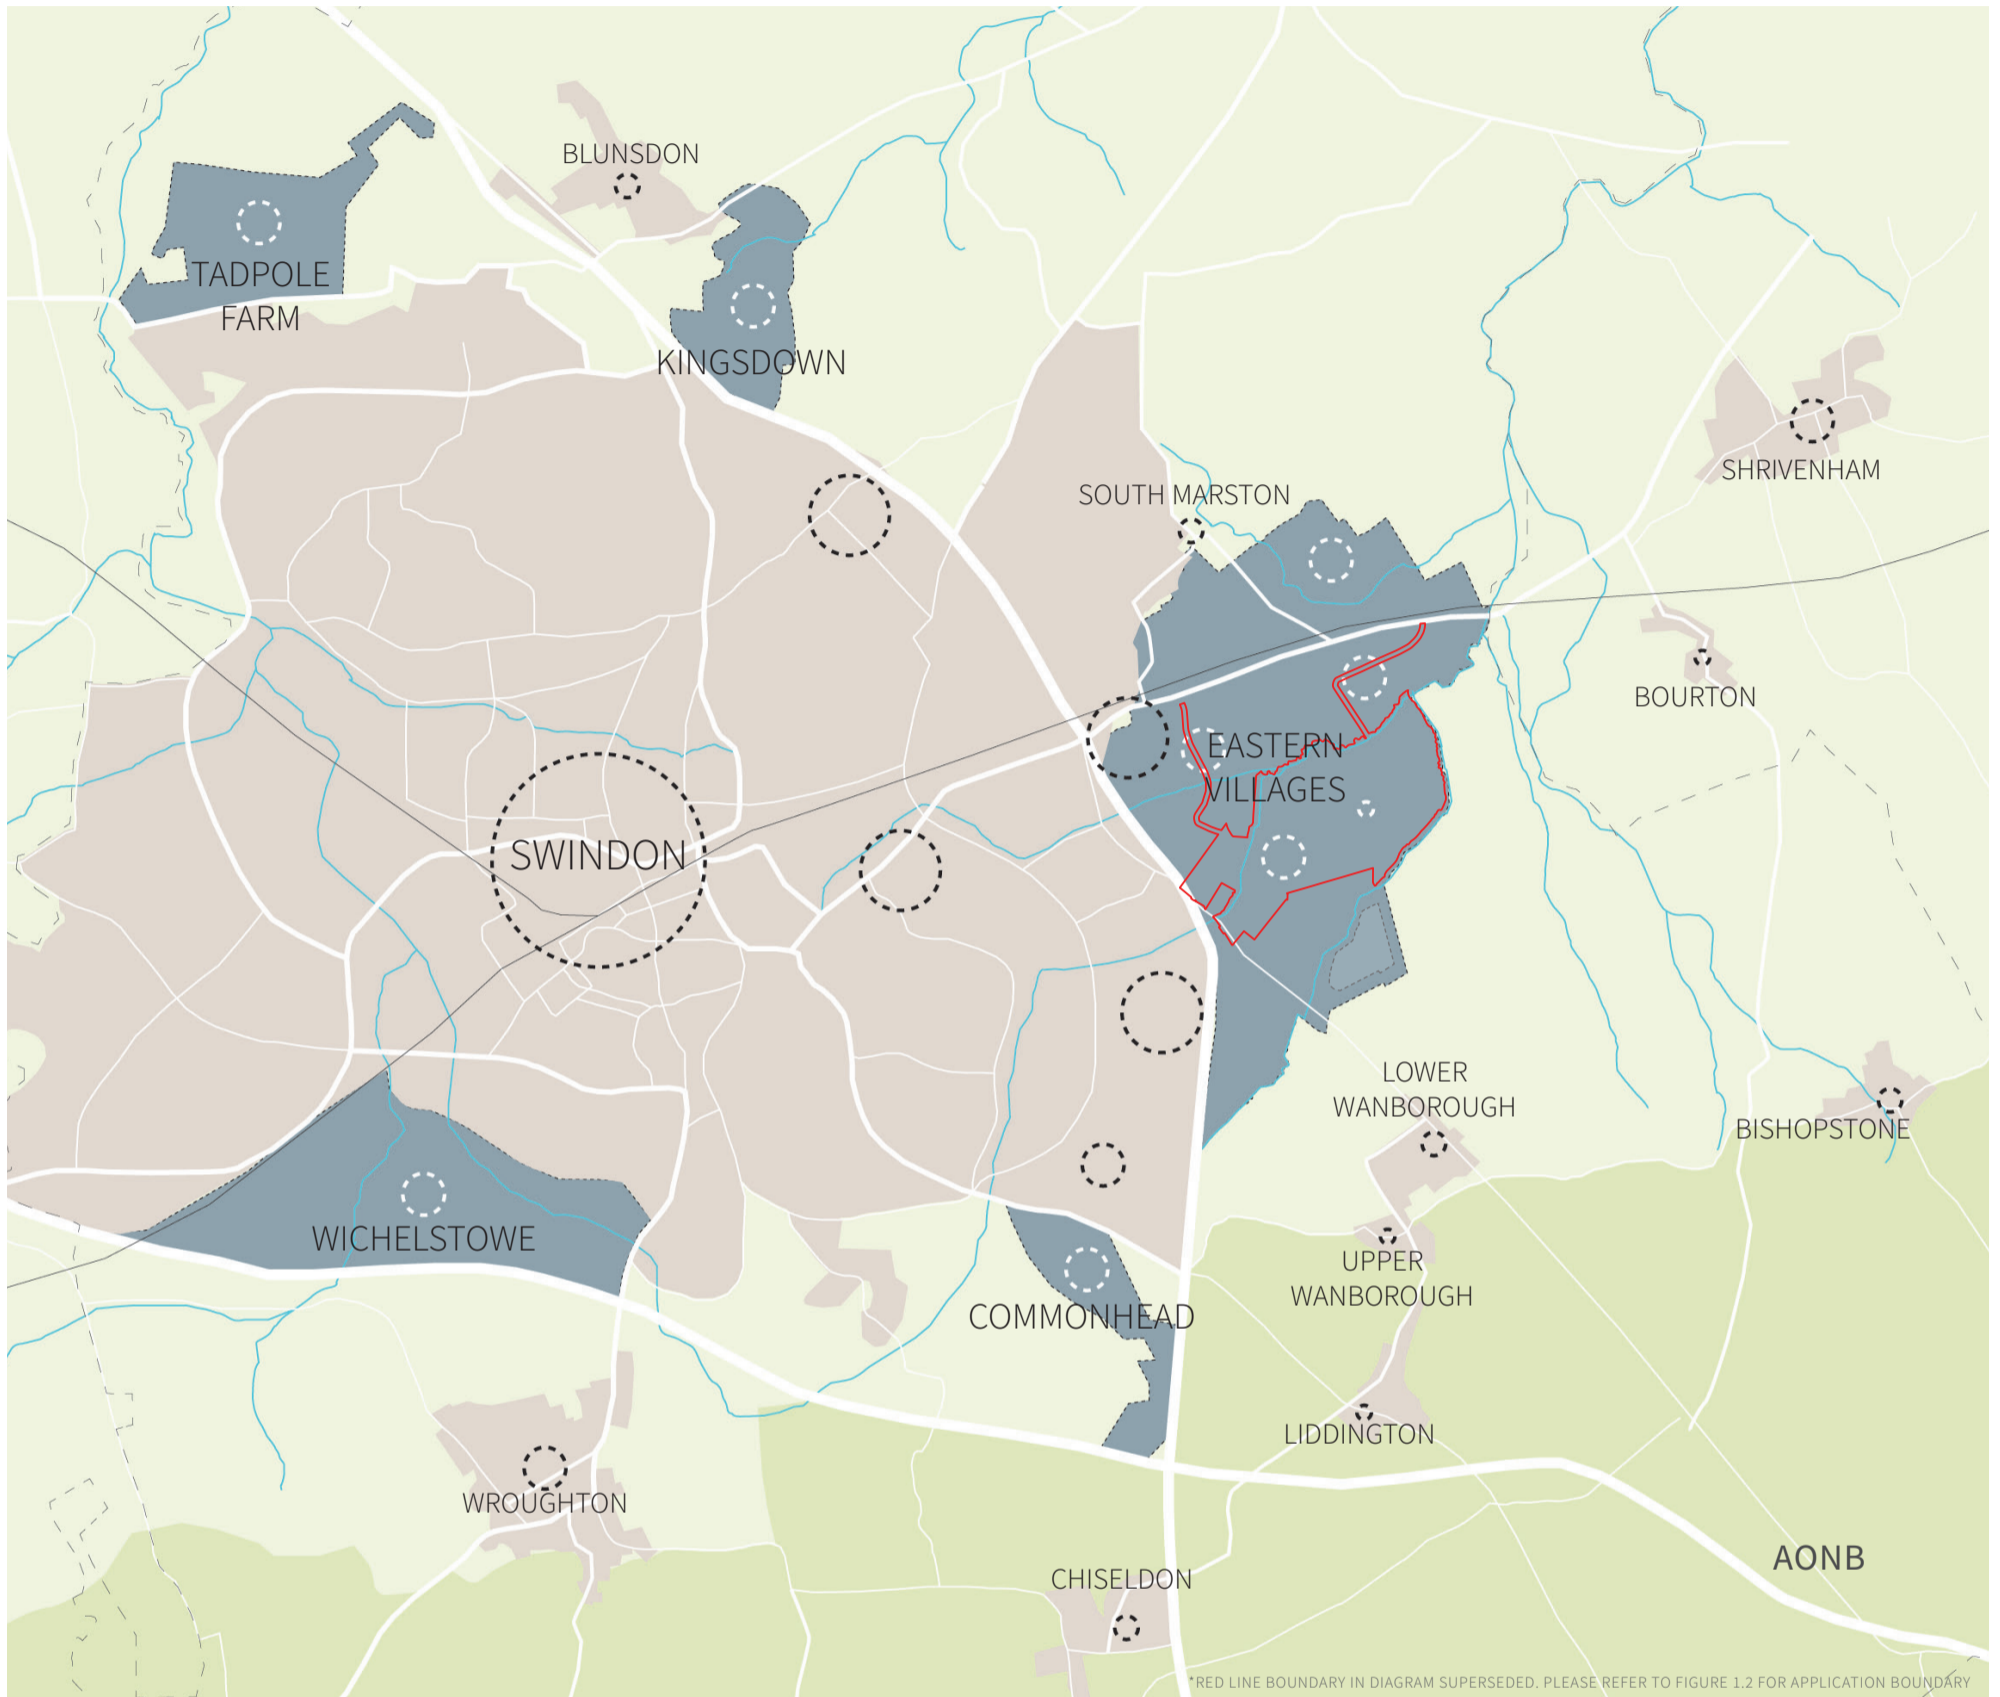 BLUNSDON
TADPOLE
FARM
KINGSDOWN
SHRIVENHAM
SOUTH MARSTON
BOURTON
EASTERN
VILLAGES
SWINDON
LOWER
WANBOROUGH
BISHOPSTONE
WICHELSTOWE
UPPER
WANBOROUGH
COMMONHEAD
LIDDINGTON
WROUGHTON
AONB
CHISELDON
*RED LINE BOUNDARY IN DIAGRAM SUPERSEDED. PLEASE REFER TO FIGURE 1.2 FOR APPLICATION BOUNDARY